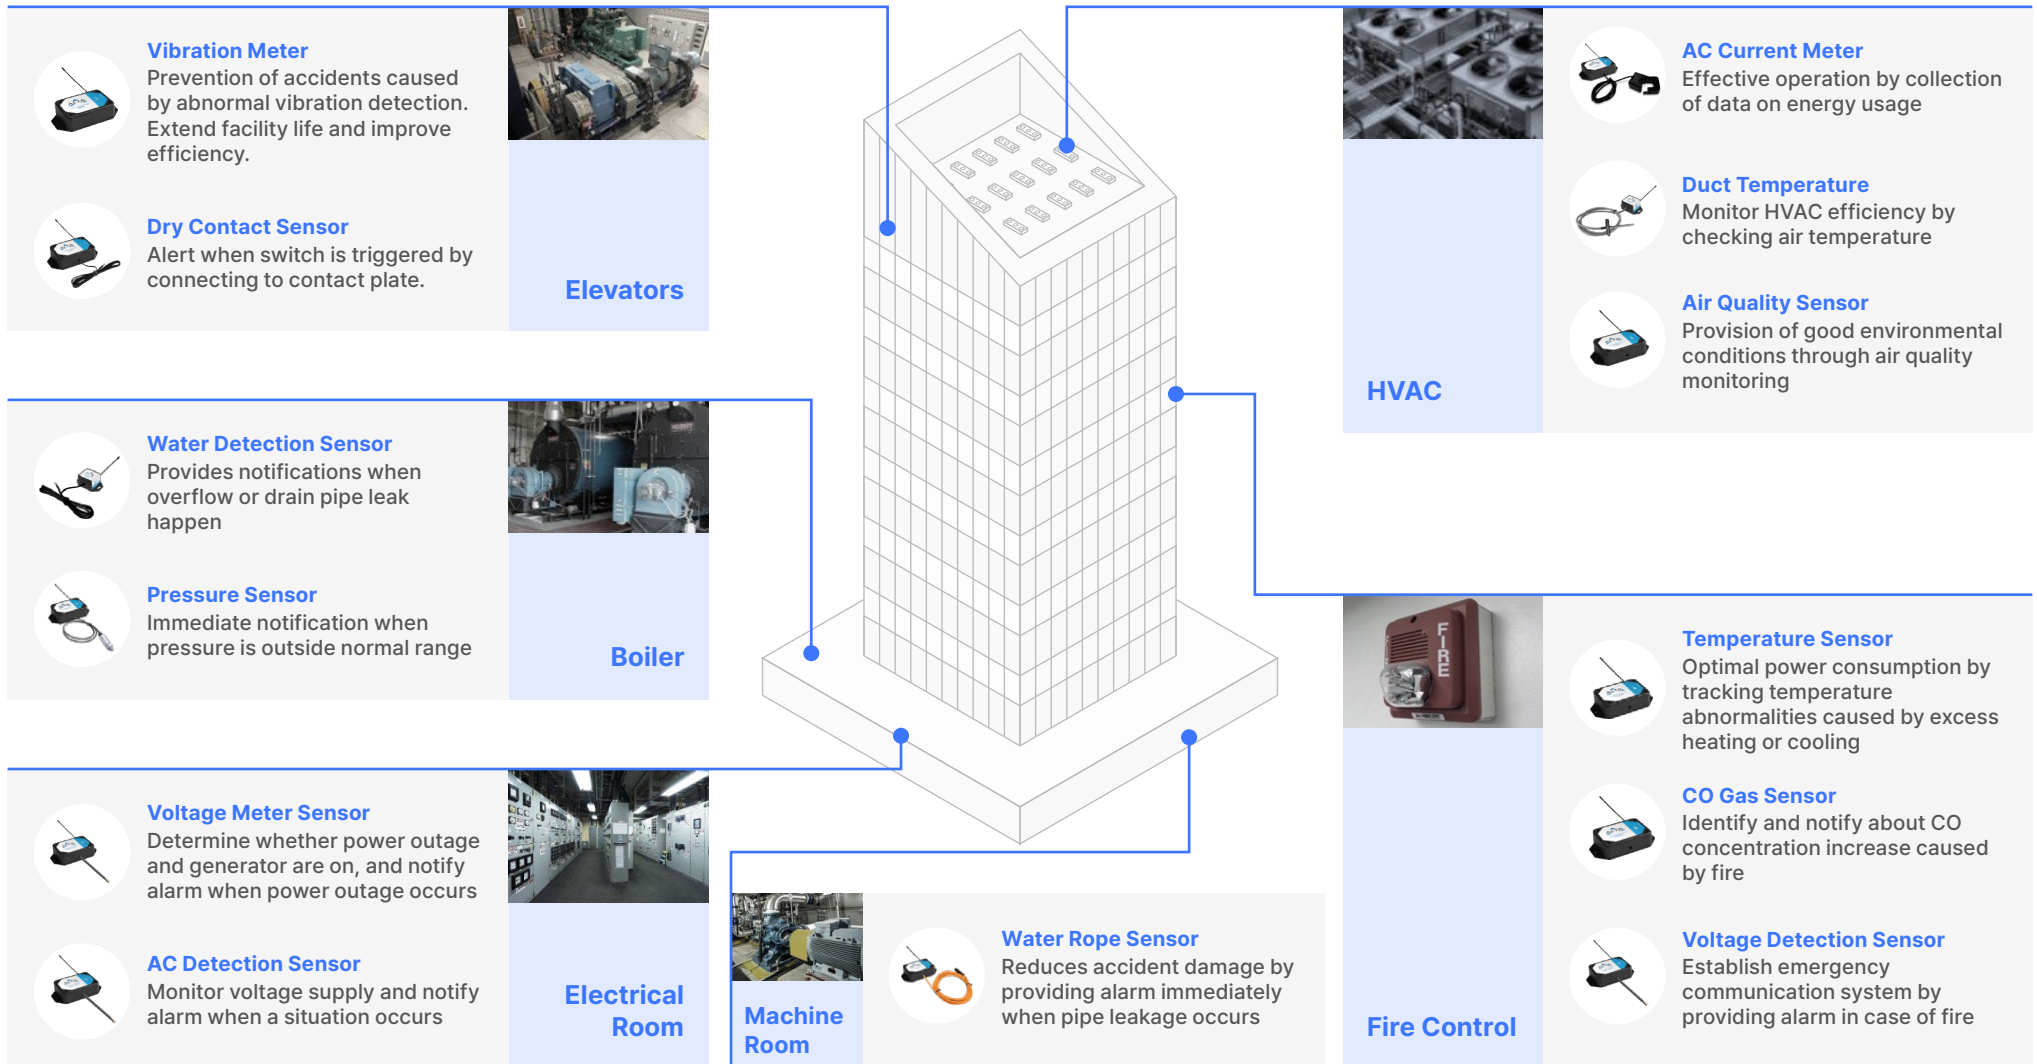 Vibration Meter
Prevention of accidents caused
by abnormal vibration detection.
Extend facility life and improve
efficiency.
Dry Contact Sensor
Alert when switch is triggered by
connecting to contact plate.
Elevators
Water Detection Sensor
Provides notifications when
overflow or drain pipe leak
happen
Pressure Sensor
Immediate notification when
pressure is outside normal range
Boiler
Voltage Meter Sensor
Determine whether power outage
and generator are on, and notify
alarm when power outage occurs
AC Detection Sensor
Monitor voltage supply and notify
alarm when a situation occurs
Electrical
Room
Machine
Room
Water Rope Sensor
Reduces accident damage by
providing alarm immediately
when pipe leakage occurs
HVAC
AC Current Meter
Effective operation by collection
of data on energy usage
Duct Temperature
Monitor HVAC efficiency by
checking air temperature
Air Quality Sensor
Provision of good environmental
conditions through air quality
monitoring
FIRE
Fire Control
Temperature Sensor
Optimal power consumption by
tracking temperature
abnormalities caused by excess
heating or cooling
CO Gas Sensor
Identify and notify about CO
concentration increase caused
by fire
Voltage Detection Sensor
Establish emergency
communication system by
providing alarm in case of fire